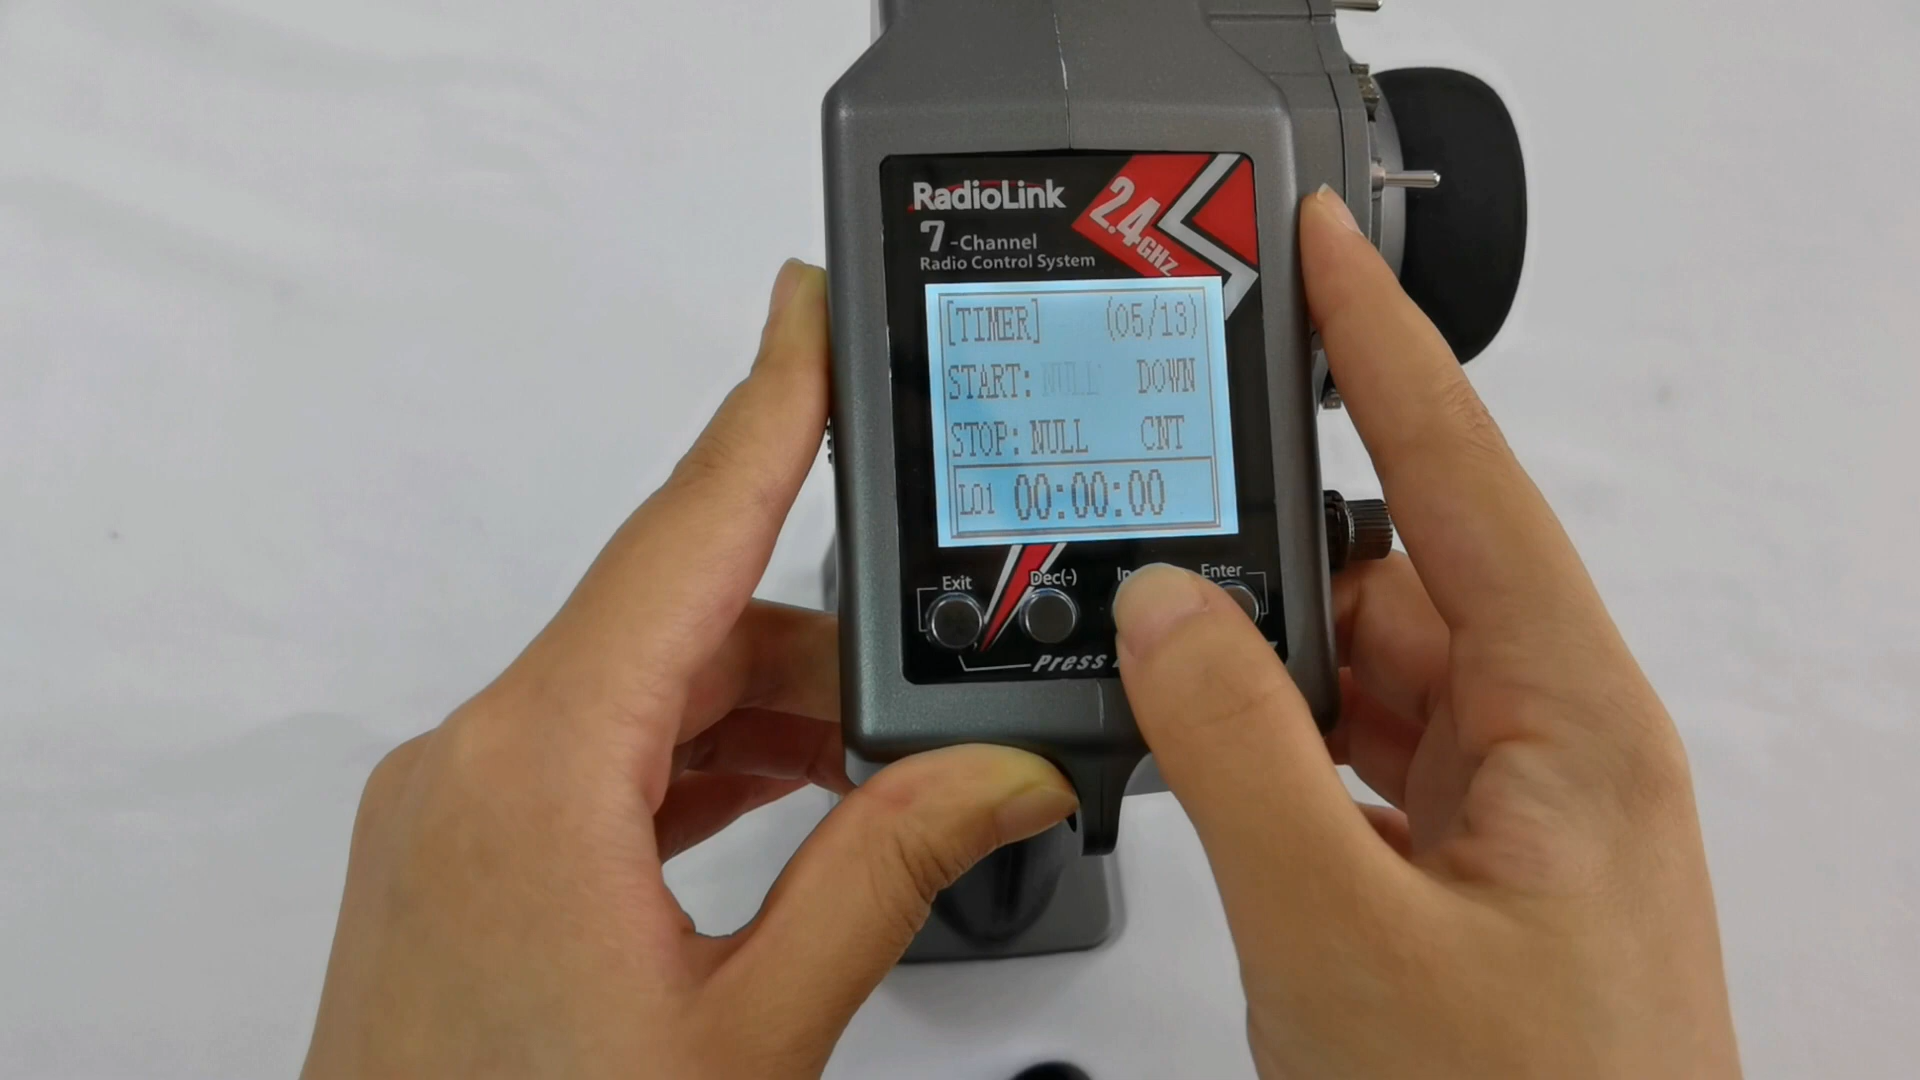 RadioLink
7-Channel
Radio Control System
2.4GHz
[TIMER] (05/13)
START: NULL DOWN
STOP: NULL CNT
L01 00:00:00
Exit Dec(-) Enter
Press